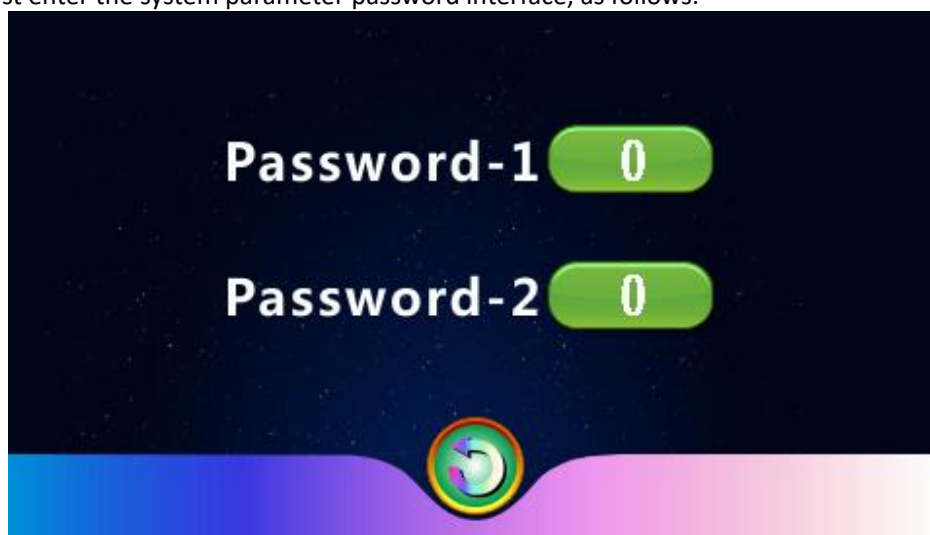 st enter the system parameter password interface, as follows:
Password-1 0
Password-2 0